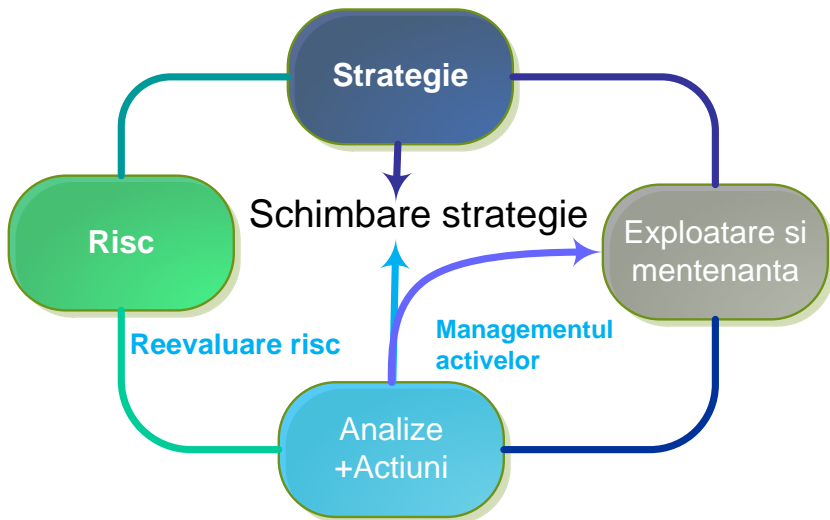 Strategie
Schimbare strategie
Risc
Exploatare si
mentenanta
Reevaluare risc
Managementul
activelor
Analize
+Actiuni